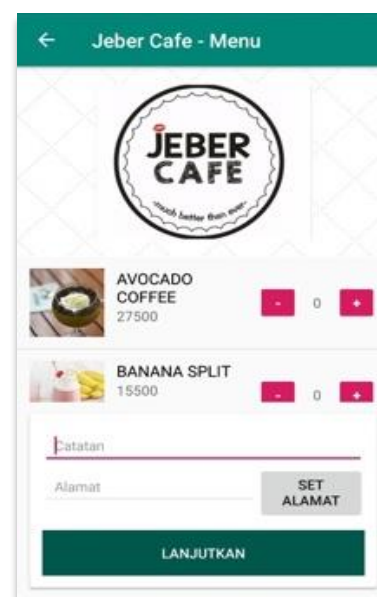 Jeber Cafe - Menu
JEBER
CAFE
-much better than ever-
AVOCADO
COFFEE
27500
- 0 +
BANANA SPLIT
15500
- 0 +
Catatan
Alamat
SET
ALAMAT
LANJUTKAN